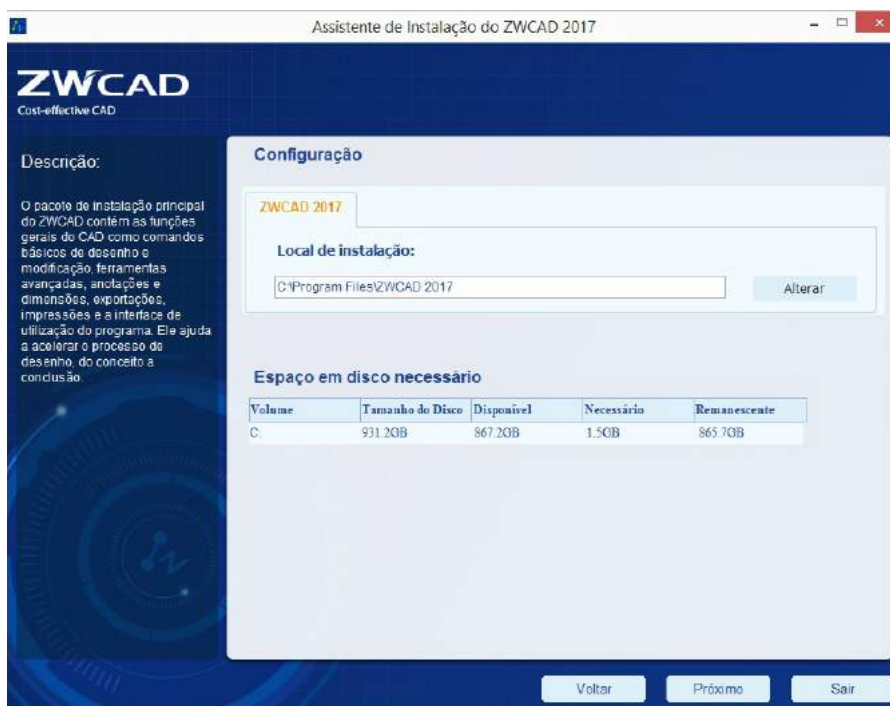 Assistente de Instalação do ZWCAD 2017
ZWCAD
Cost-effective CAD
Descrição:
O pacote de instalação principal
do ZWCAD contém as funções
gerais do CAD como comandos
básicos de desenho e
modificação, ferramentas
avançadas, anotações e
dimensões, exportações,
impressões e a interface de
utilização do programa. Ele ajuda
a acelerar o processo de
desenho, do conceito a
conclusão.
Configuração
ZWCAD 2017
Local de instalação:
C:\Program Files\ZWCAD 2017
Alterar
Espaço em disco necessário
Volume Tamanho do Disco Disponível Necessário Remanescente
C: 931.2GB 867.2GB 1.5GB 865.7GB
Voltar Próximo Sair